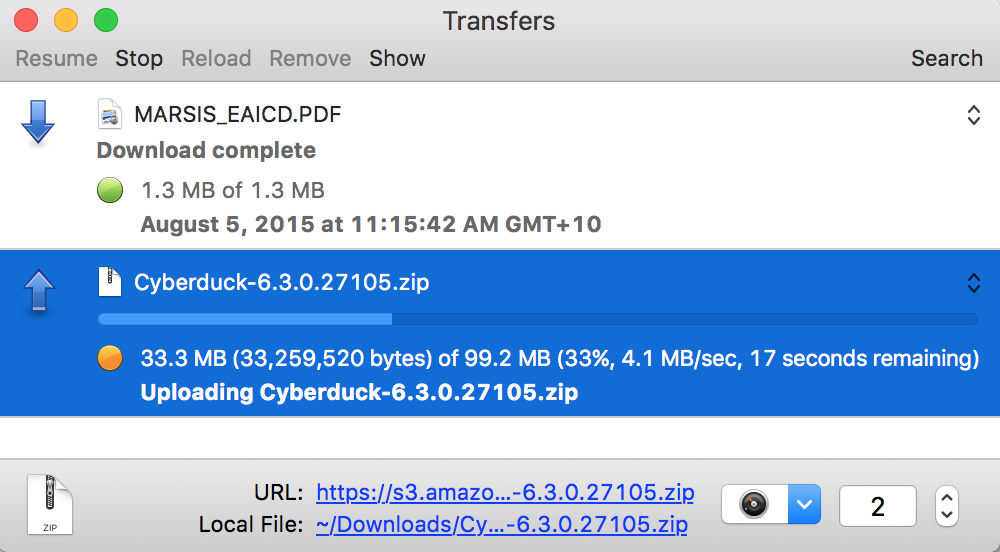 Transfers
Resume Stop Reload Remove Show Search
MARSIS_EAICD.PDF
Download complete
1.3 MB of 1.3 MB
August 5, 2015 at 11:15:42 AM GMT+10
Cyberduck-6.3.0.27105.zip
33.3 MB (33,259,520 bytes) of 99.2 MB (33%, 4.1 MB/sec, 17 seconds remaining)
Uploading Cyberduck-6.3.0.27105.zip
URL: https://s3.amazo...-6.3.0.27105.zip
Local File: ~/Downloads/Cy...-6.3.0.27105.zip
ZIP
2